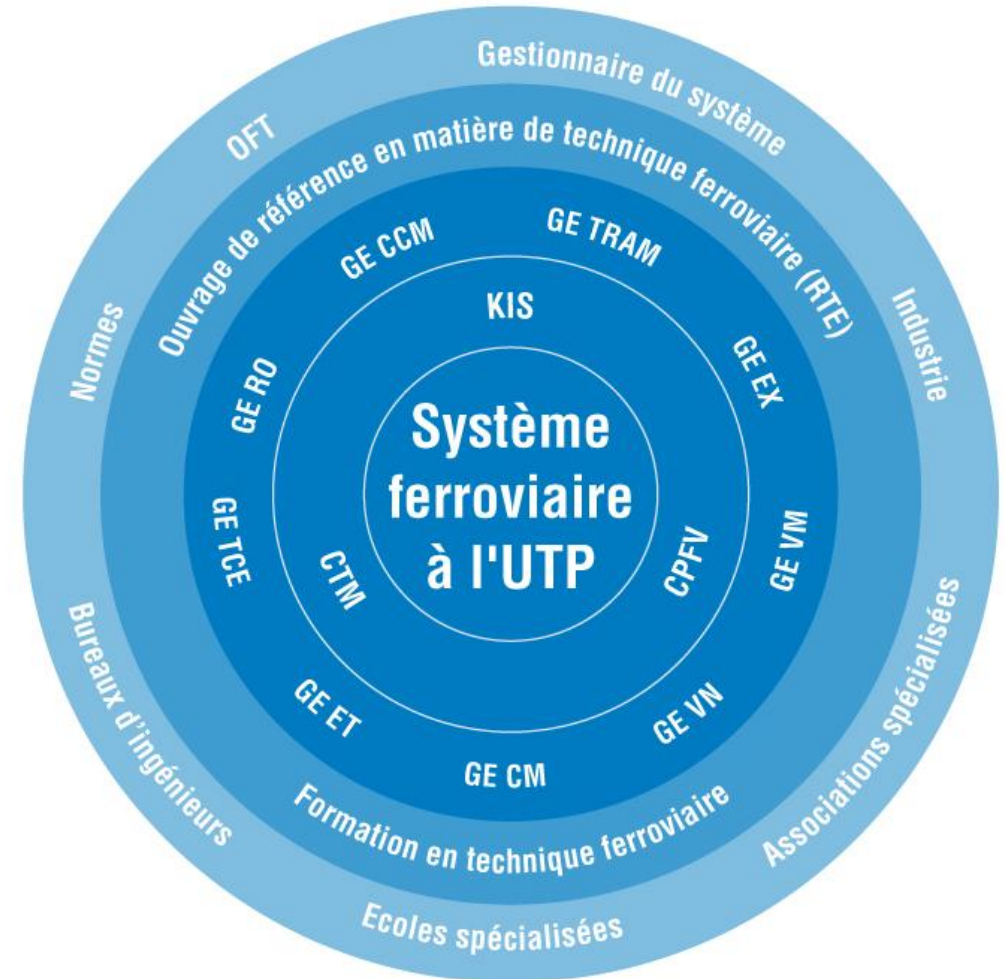 Gestionnaire du système
OFT
Normes
Industrie
Bureaux d'ingénieurs
Associations spécialisées
Ecoles spécialisées
Ouvrage de référence en matière de technique ferroviaire (RTE)
Formation en technique ferroviaire
GE CCM
GE TRAM
GE RO
GE EX
GE TCE
GE VM
GE ET
GE VN
GE CM
KIS
CTM
CPFV
Système
ferroviaire
à l'UTP